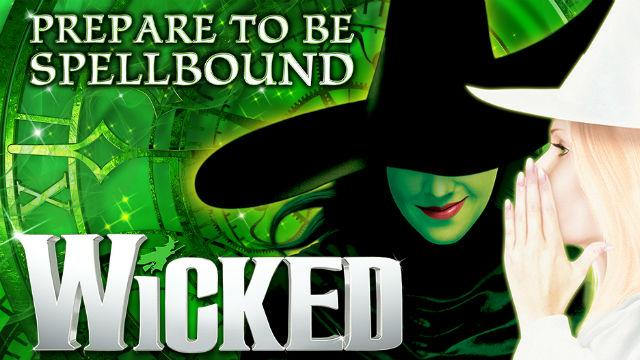 PREPARE TO BE
SPELLBOUND
X
WICKED